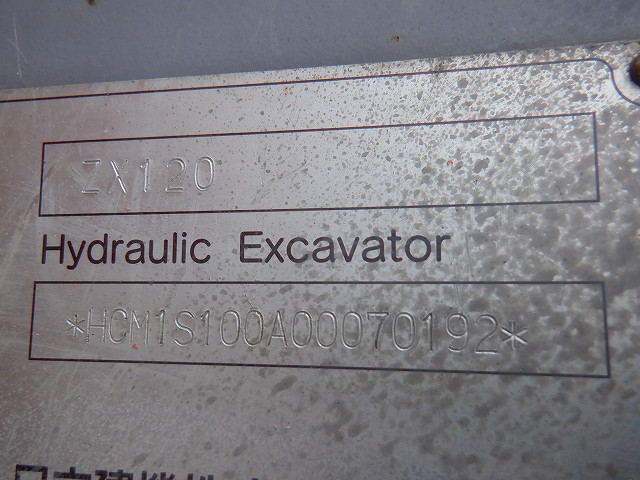 ZX120
Hydraulic Excavator
*HCM1S100A00070192*